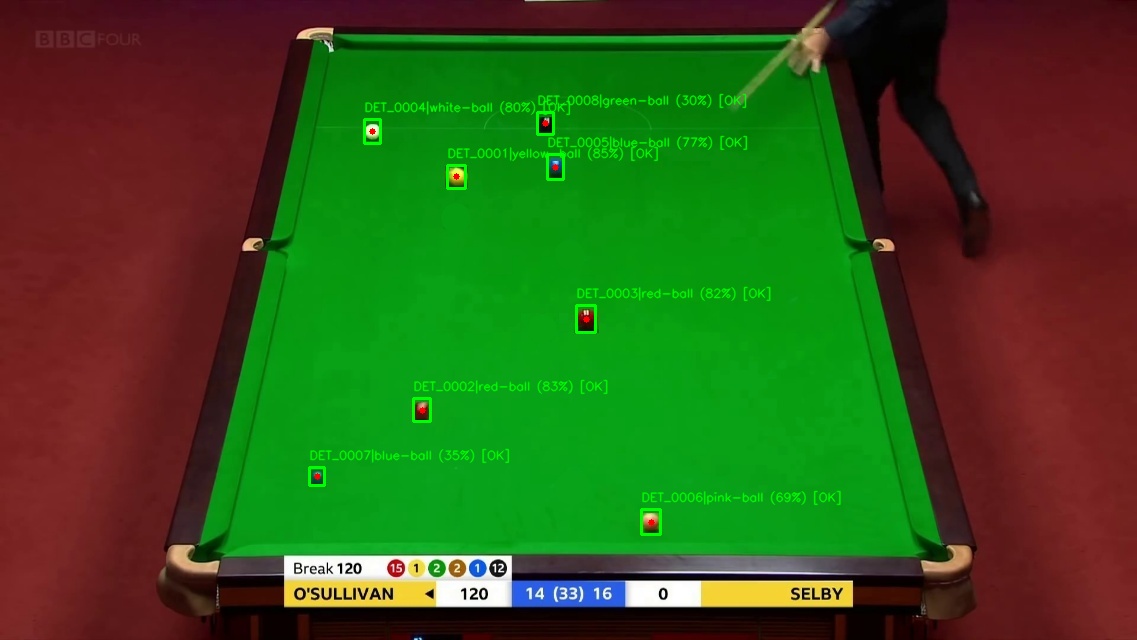 BBC FOUR
DET_0004|white-ball (80%) [OK]
DET_0008|green-ball (30%) [OK]
DET_0005|blue-ball (77%) [OK]
DET_0001|yellow-ball (85%) [OK]
DET_0003|red-ball (82%) [OK]
DET_0002|red-ball (83%) [OK]
DET_0007|blue-ball (35%) [OK]
DET_0006|pink-ball (69%) [OK]
Break 120 15 1 2 2 1 12
O'SULLIVAN 120 14 (33) 16 0 SELBY